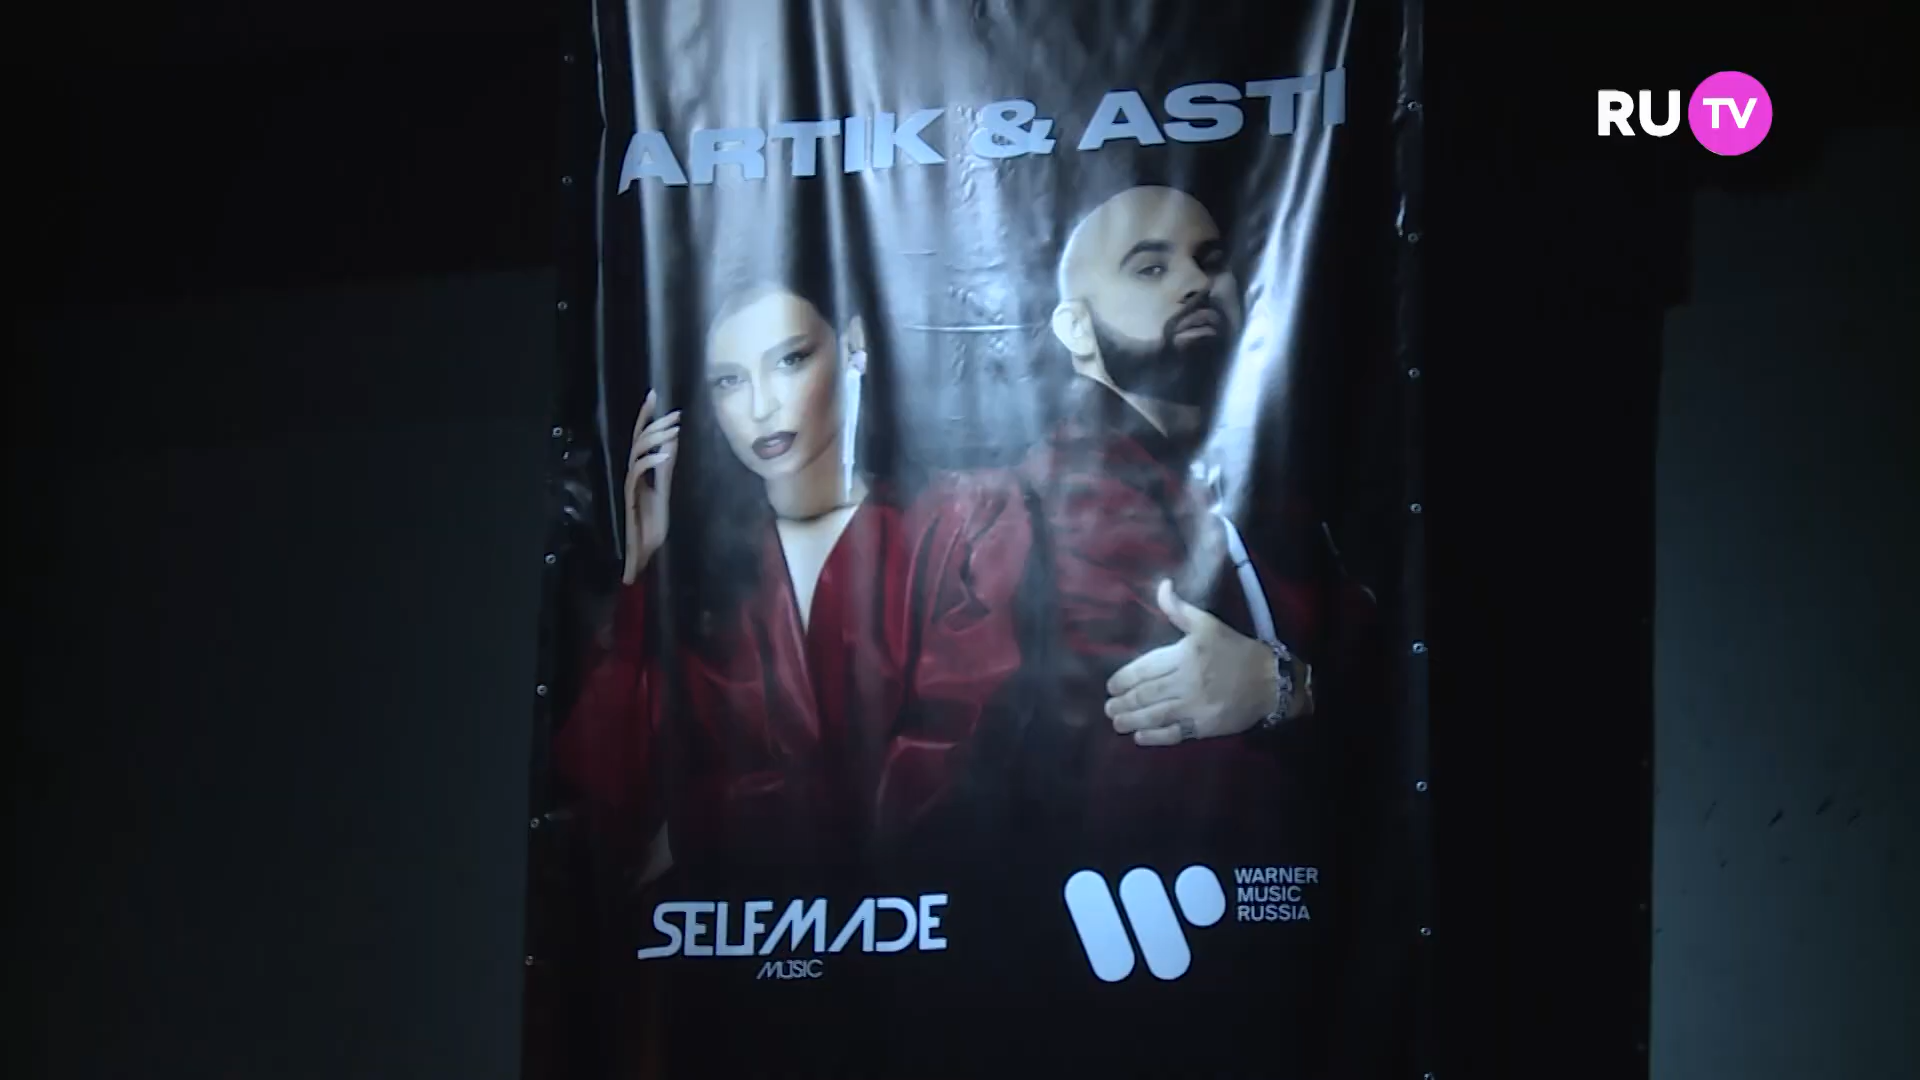 RU TV
ARTIK & ASTI
SELFMADE
MUSIC
WARNER
MUSIC
RUSSIA